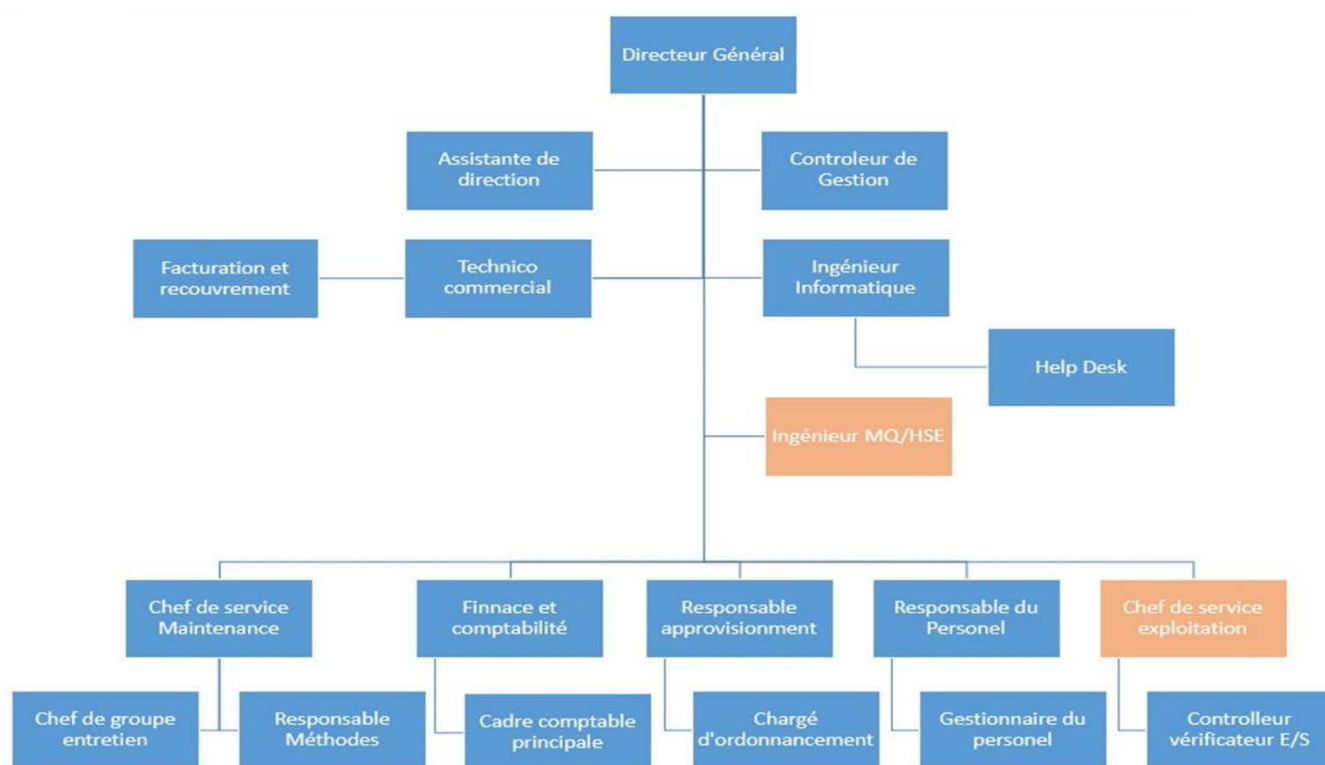 Directeur Général
Assistante de
direction
Controleur de
Gestion
Facturation et
recouvrement
Technico
commercial
Ingénieur
Informatique
Help Desk
Ingénieur MQ/HSE
Chef de service
Maintenance
Finnace et
comptabilité
Responsable
approvisionment
Responsable du
Personel
Chef de service
exploitation
Chef de groupe
entretien
Responsable
Méthodes
Cadre comptable
principale
Chargé
d'ordonnancement
Gestionnaire du
personel
Controlleur
vérificateur E/S